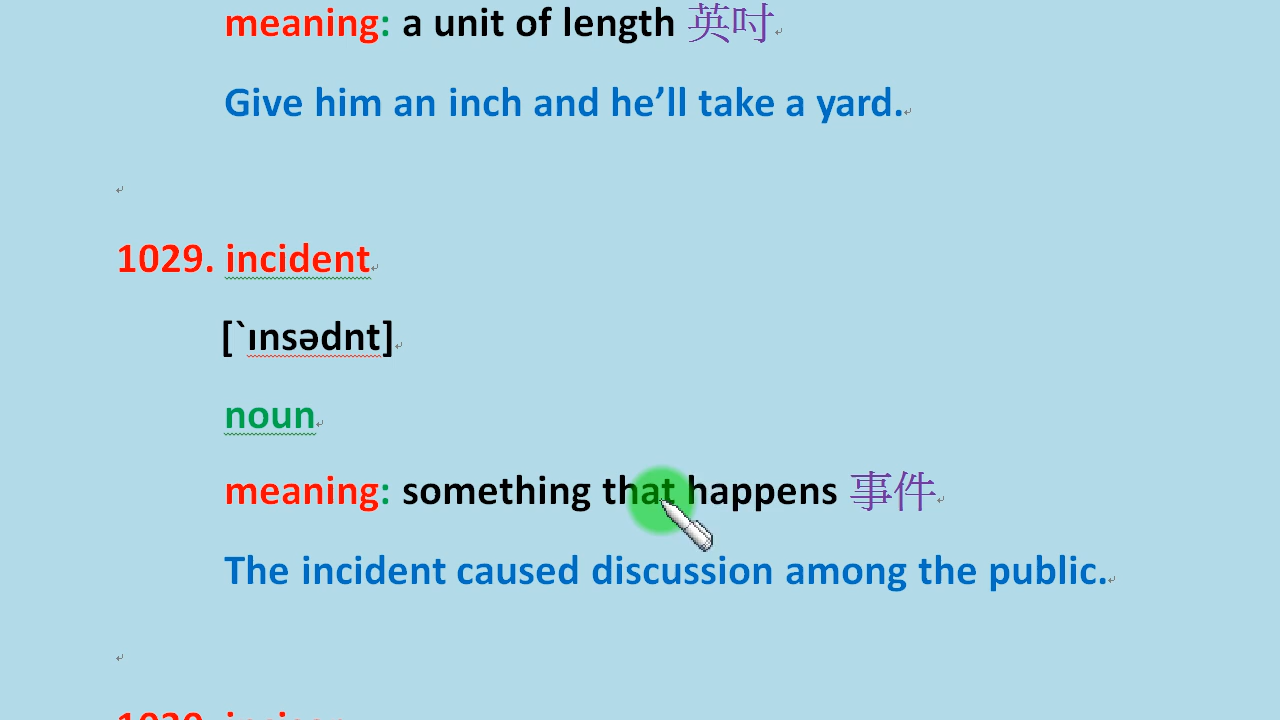 meaning: a unit of length 英吋
Give him an inch and he’ll take a yard.
1029. incident
[ˋɪnsədnt]
noun
meaning: something that happens 事件
The incident caused discussion among the public.